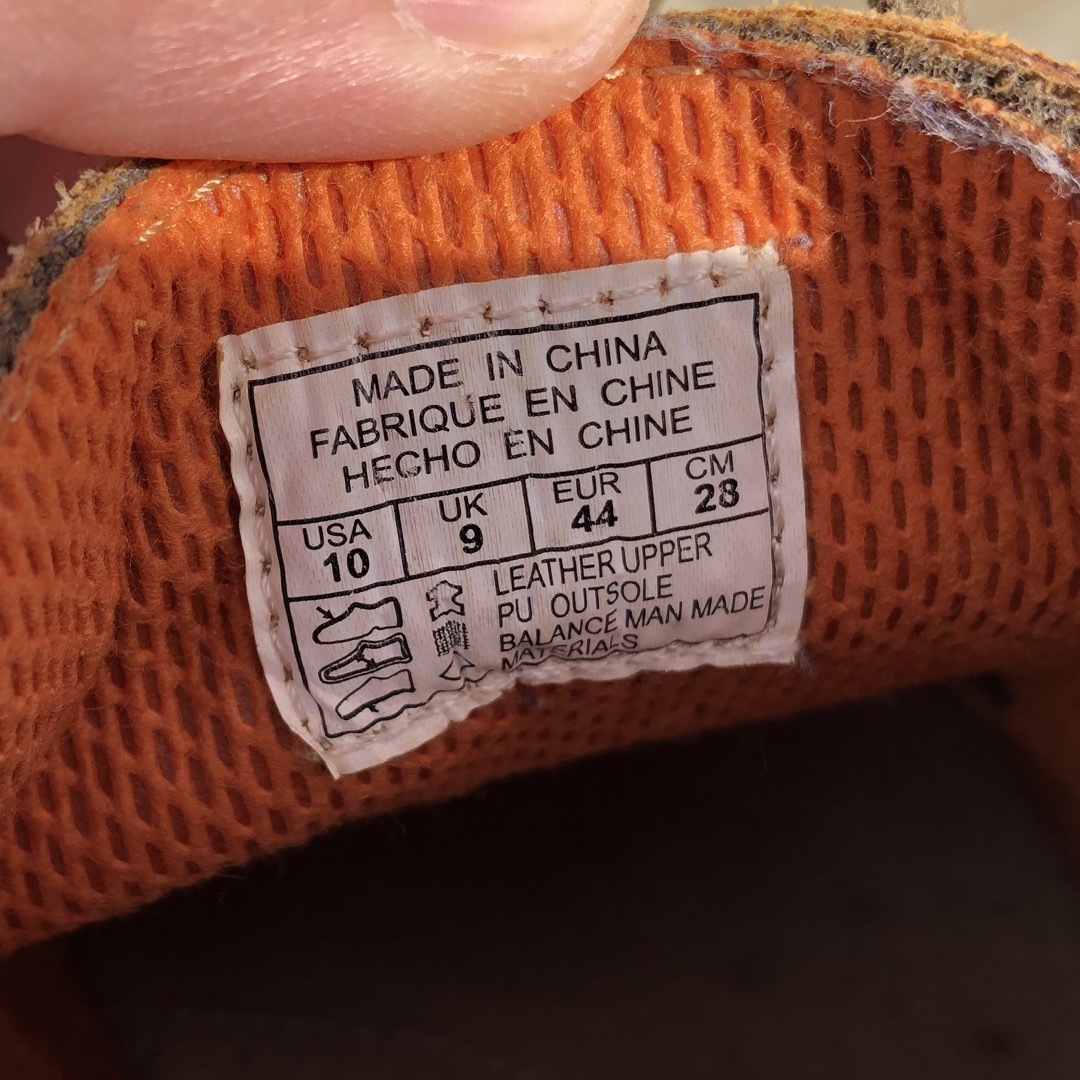 MADE IN CHINA
FABRIQUE EN CHINE
HECHO EN CHINE
USA UK EUR CM
10 9 44 28
LEATHER UPPER
PU OUTSOLE
BALANCE MAN MADE
MATERIALS